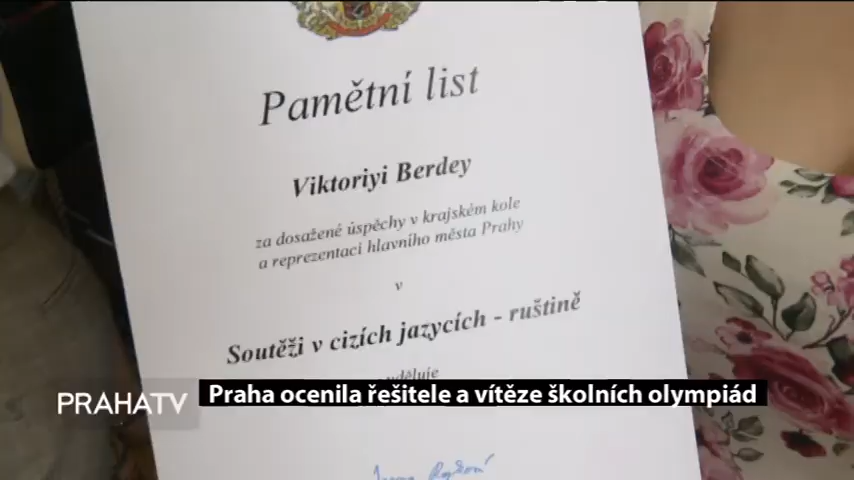 Pamětní list
Viktoriyi Berdey
za dosažené úspěchy v krajském kole
a reprezentaci hlavního města Prahy
v
Soutěži v cizích jazycích - ruštině
PRAHATV
Praha ocenila řešitele a vítěze školních olympiád